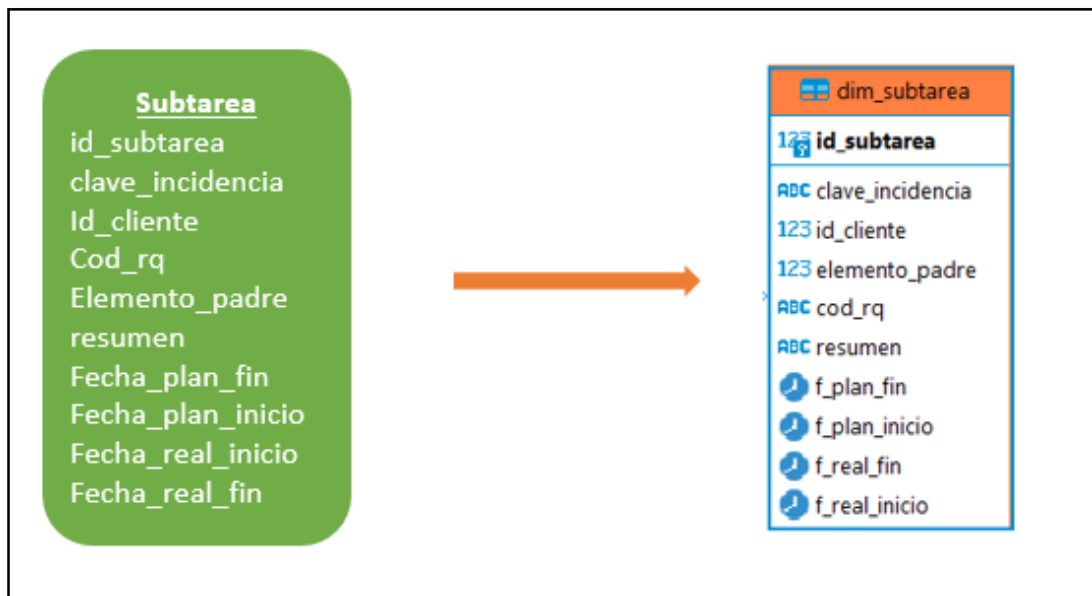 Subtarea
id_subtarea
clave_incidencia
Id_cliente
Cod_rq
Elemento_padre
resumen
Fecha_plan_fin
Fecha_plan_inicio
Fecha_real_inicio
Fecha_real_fin
dim_subtarea
123 id_subtarea
ABC clave_incidencia
123 id_cliente
123 elemento_padre
ABC cod_rq
ABC resumen
f_plan_fin
f_plan_inicio
f_real_fin
f_real_inicio